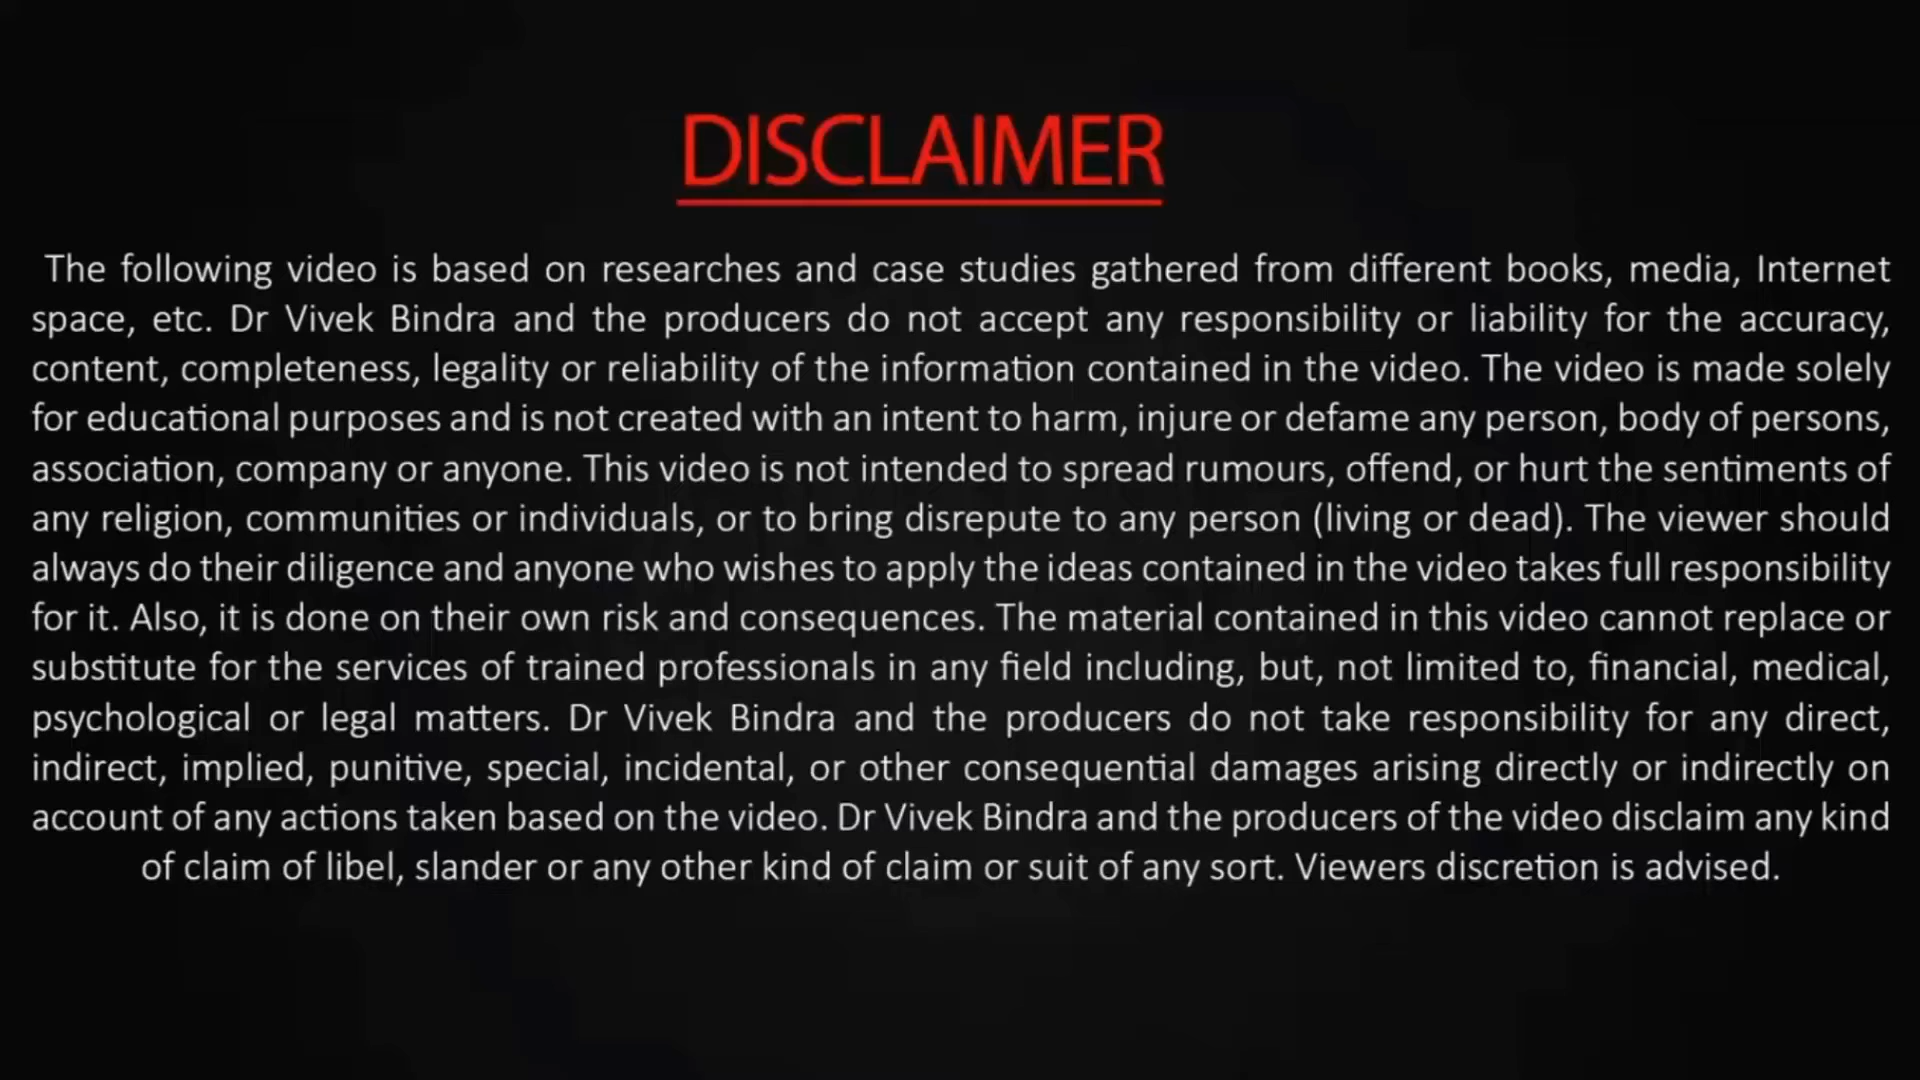 DISCLAIMER
The following video is based on researches and case studies gathered from different books, media, Internet
space, etc. Dr Vivek Bindra and the producers do not accept any responsibility or liability for the accuracy,
content, completeness, legality or reliability of the information contained in the video. The video is made solely
for educational purposes and is not created with an intent to harm, injure or defame any person, body of persons,
association, company or anyone. This video is not intended to spread rumours, offend, or hurt the sentiments of
any religion, communities or individuals, or to bring disrepute to any person (living or dead). The viewer should
always do their diligence and anyone who wishes to apply the ideas contained in the video takes full responsibility
for it. Also, it is done on their own risk and consequences. The material contained in this video cannot replace or
substitute for the services of trained professionals in any field including, but, not limited to, financial, medical,
psychological or legal matters. Dr Vivek Bindra and the producers do not take responsibility for any direct,
indirect, implied, punitive, special, incidental, or other consequential damages arising directly or indirectly on
account of any actions taken based on the video. Dr Vivek Bindra and the producers of the video disclaim any kind
of claim of libel, slander or any other kind of claim or suit of any sort. Viewers discretion is advised.